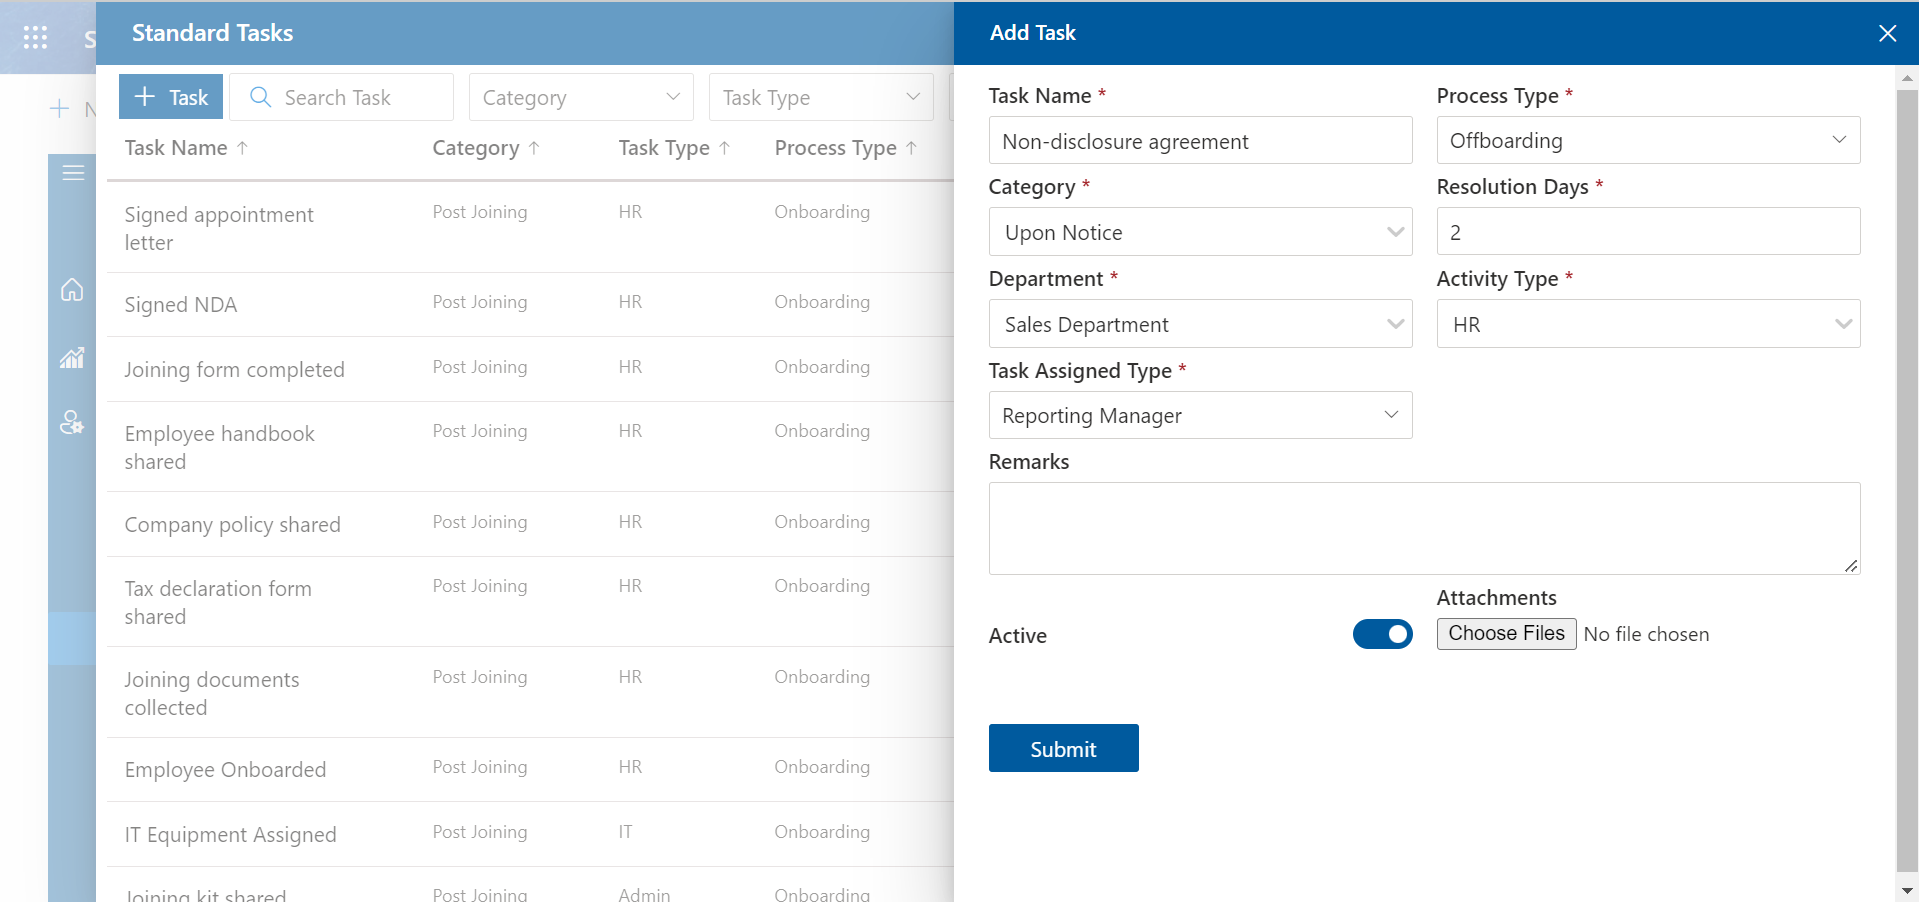 Standard Tasks
Add Task
S
N
Task
Search Task
Category
Task Type
Task Name ↑ Category ↑ Task Type ↑ Process Type ↑
Signed appointment letter Post Joining HR Onboarding
Signed NDA Post Joining HR Onboarding
Joining form completed Post Joining HR Onboarding
Employee handbook shared Post Joining HR Onboarding
Company policy shared Post Joining HR Onboarding
Tax declaration form shared Post Joining HR Onboarding
Joining documents collected Post Joining HR Onboarding
Employee Onboarded Post Joining HR Onboarding
IT Equipment Assigned Post Joining IT Onboarding
Joining kit shared Post Joining Admin Onboarding
Task Name *
Non-disclosure agreement
Process Type *
Offboarding
Category *
Upon Notice
Resolution Days *
2
Department *
Sales Department
Activity Type *
HR
Task Assigned Type *
Reporting Manager
Remarks
Active
Attachments
Choose Files No file chosen
Submit